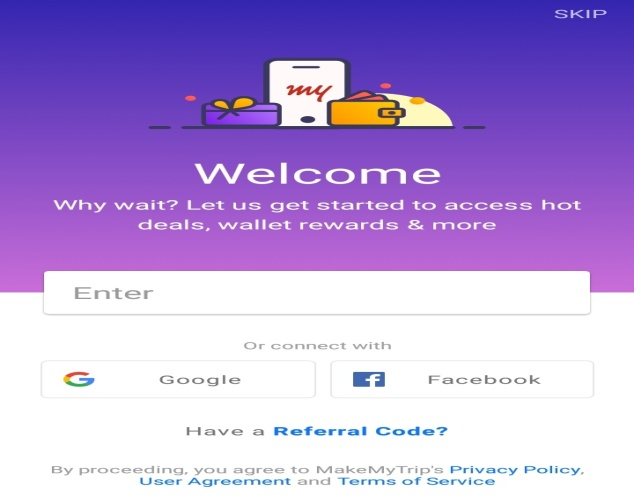 SKIP
my
Welcome
Why wait? Let us get started to access hot
deals, wallet rewards & more
Enter
Or connect with
Google
Facebook
Have a Referral Code?
By proceeding, you agree to MakeMyTrip's Privacy Policy,
User Agreement and Terms of Service